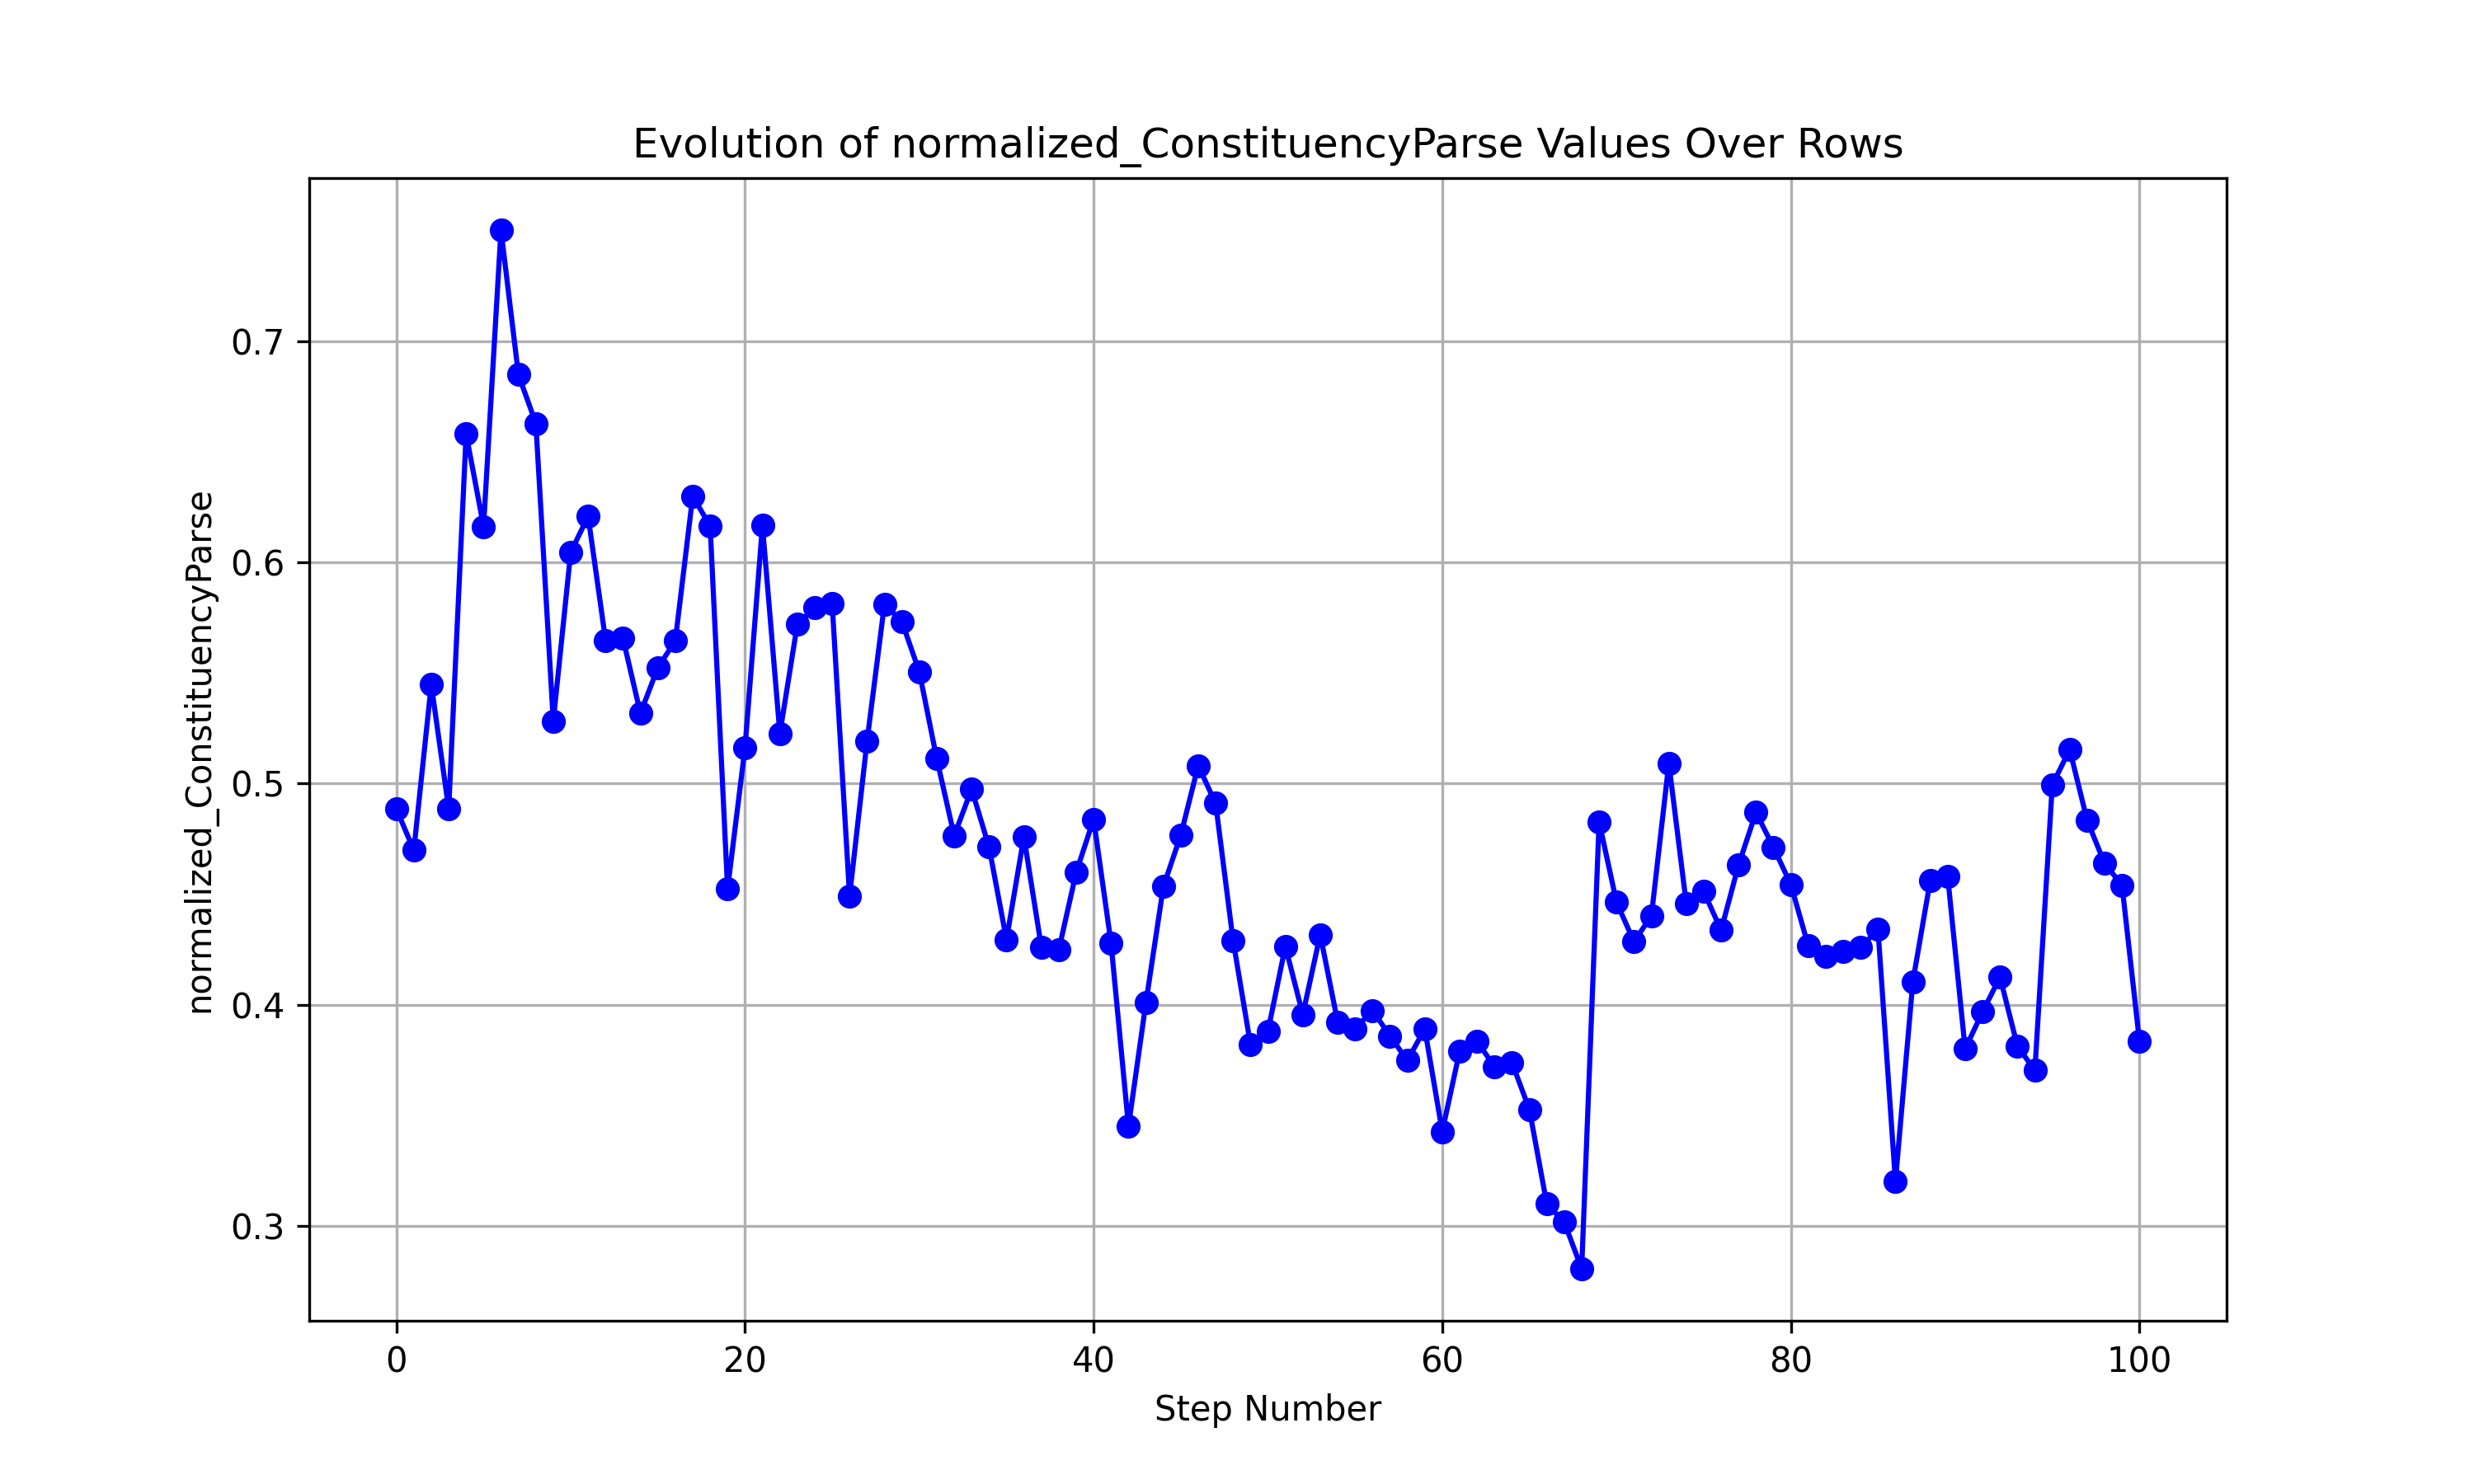 Evolution of normalized_ConstituencyParse Values Over Rows
normalized_ConstituencyParse
0.7
0.6
0.5
0.4
0.3
0 20 40 60 80 100
Step Number